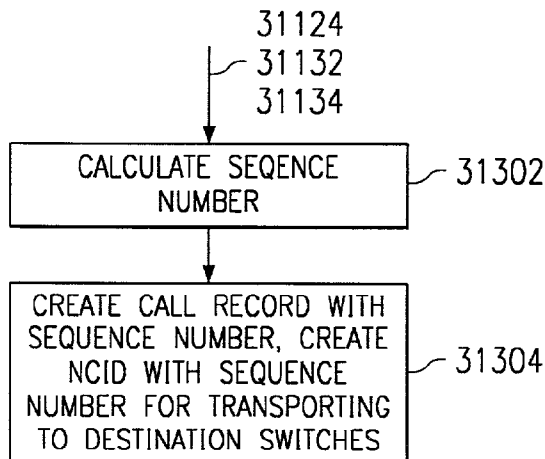 31124
31132
31134
CALCULATE SEQENCE
NUMBER
31302
CREATE CALL RECORD WITH
SEQUENCE NUMBER, CREATE
NCID WITH SEQUENCE
NUMBER FOR TRANSPORTING
TO DESTINATION SWITCHES
31304